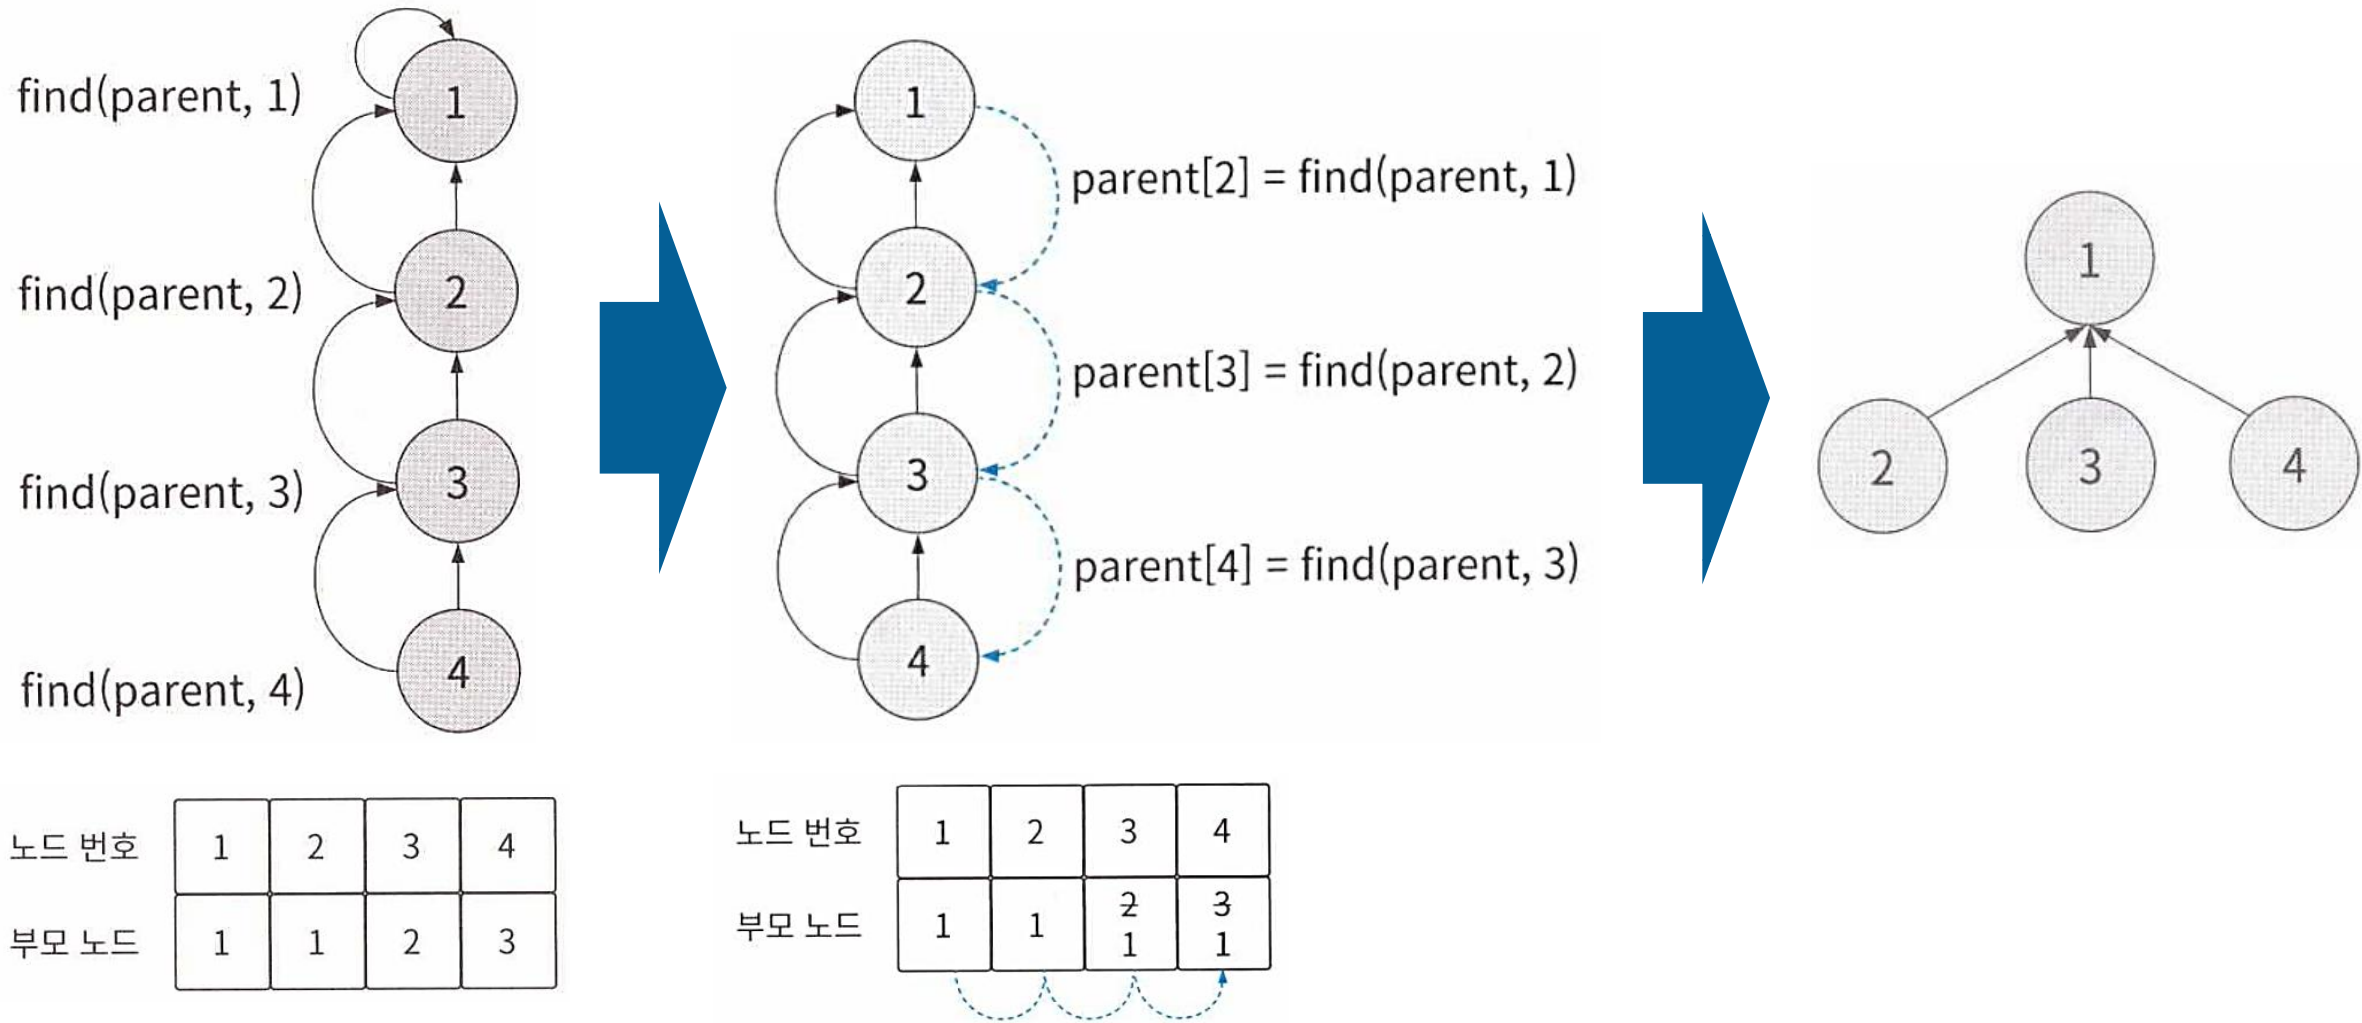 find(parent, 1)
1
find(parent, 2)
2
find(parent, 3)
3
find(parent, 4)
4
노드 번호 1 2 3 4
부모 노드 1 1 2 3
1
parent[2] = find(parent, 1)
2
parent[3] = find(parent, 2)
3
parent[4] = find(parent, 3)
4
노드 번호 1 2 3 4
부모 노드 1 1 2 3
1 1
1
2 3 4